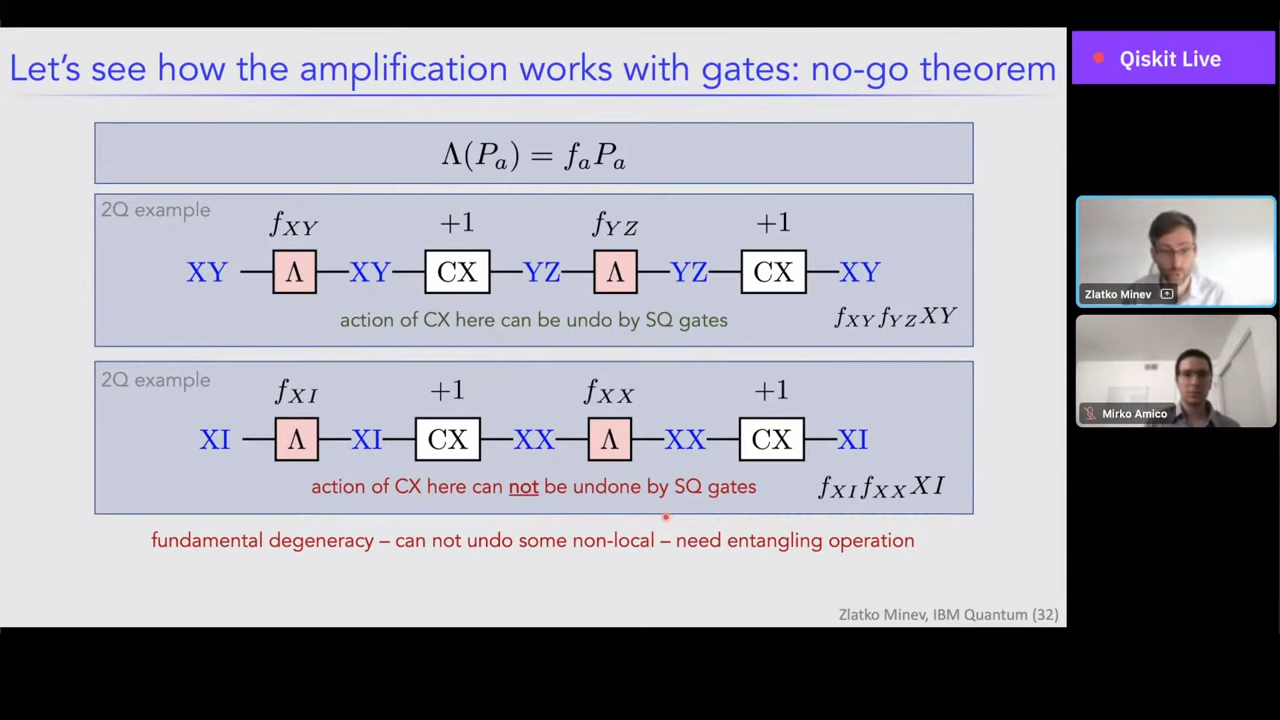 Let's see how the amplification works with gates: no-go theorem
Qiskit Live
Λ(Pₐ) = fₐPₐ
2Q example
f_XY +1 f_YZ +1
XY Λ XY CX YZ Λ YZ CX XY
action of CX here can be undo by SQ gates
f_XY f_YZ XY
2Q example
f_XI +1 f_XX +1
XI Λ XI CX XX Λ XX CX XI
action of CX here can not be undone by SQ gates
f_XI f_XX XI
fundamental degeneracy – can not undo some non-local – need entangling operation
Zlatko Minev, IBM Quantum (32)
Zlatko Minev
Mirko Amico